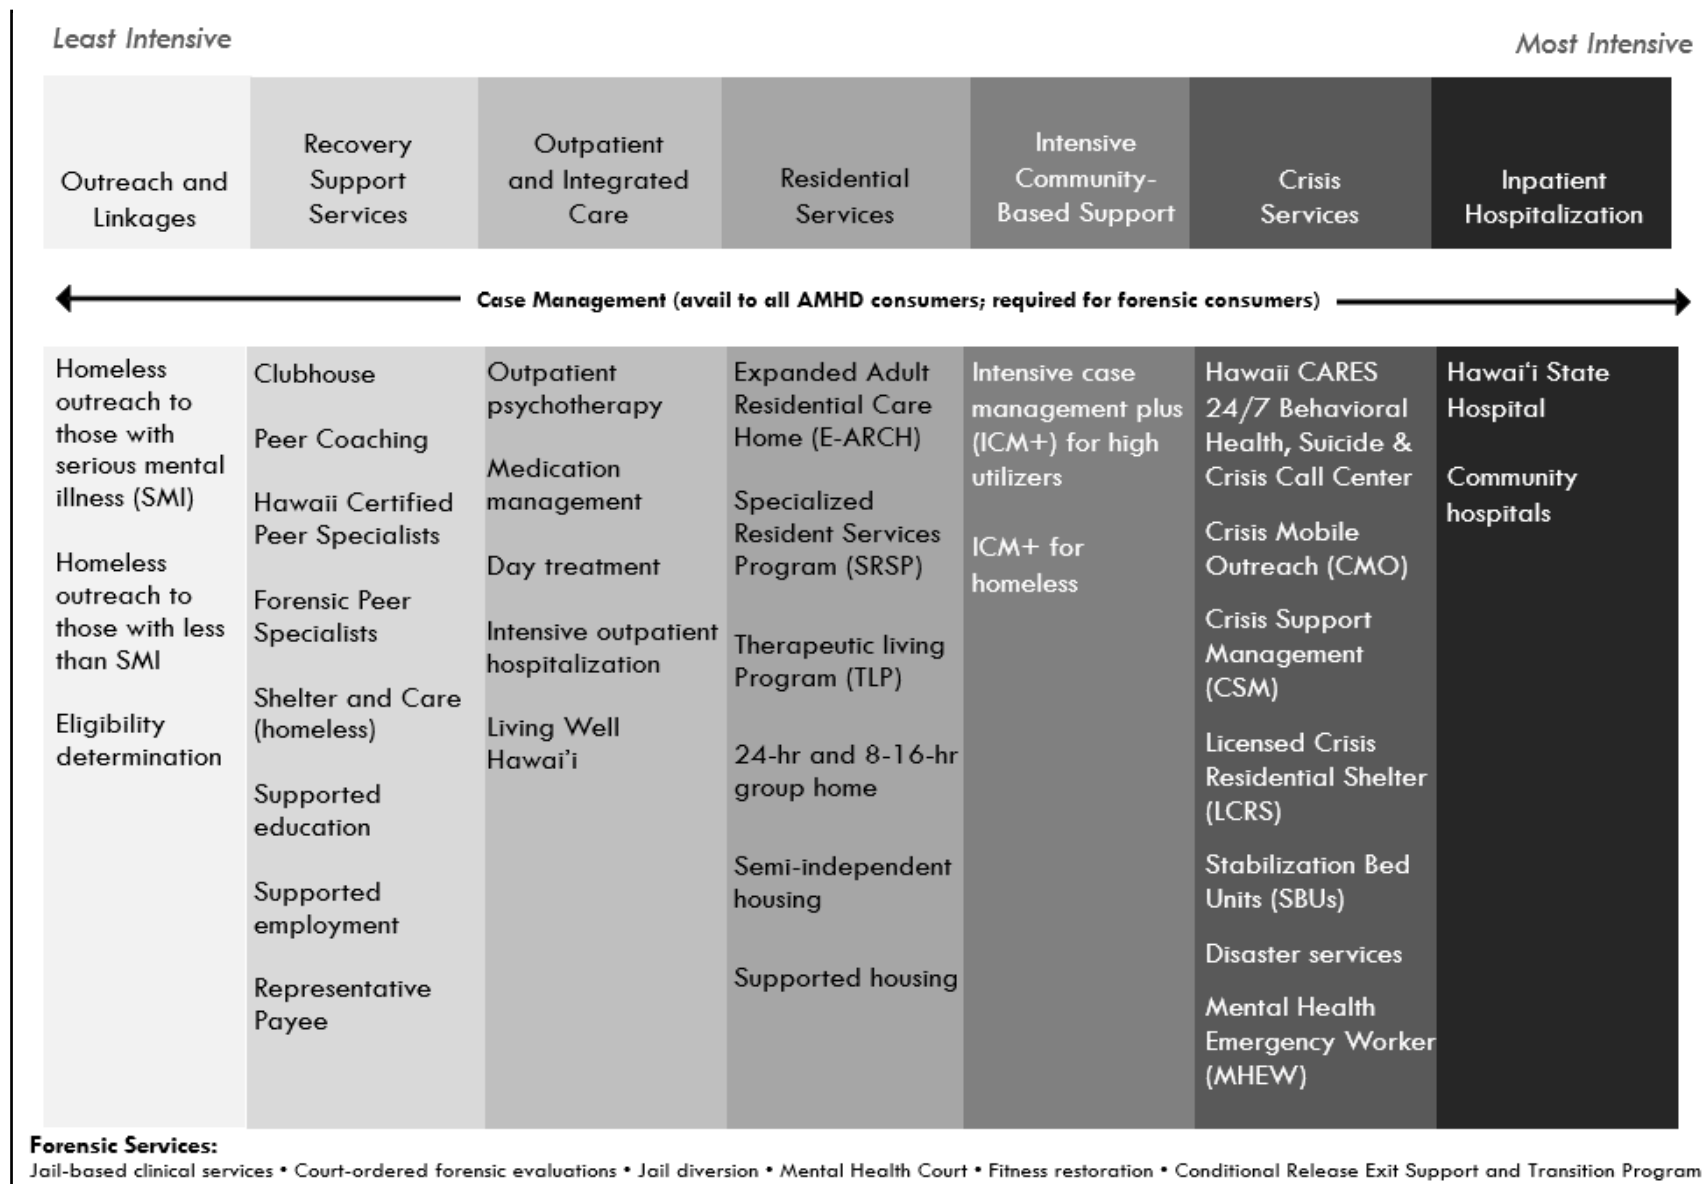 Least Intensive
Most Intensive
Outreach and
Linkages
Recovery
Support
Services
Outpatient
and Integrated
Care
Residential
Services
Intensive
Community-
Based Support
Crisis
Services
Inpatient
Hospitalization
Case Management (avail to all AMHD consumers; required for forensic consumers)
Homeless
outreach to
those with
serious mental
illness (SMI)
Homeless
outreach to
those with less
than SMI
Eligibility
determination
Clubhouse
Peer Coaching
Hawaii Certified
Peer Specialists
Forensic Peer
Specialists
Shelter and Care
(homeless)
Supported
education
Supported
employment
Representative
Payee
Outpatient
psychotherapy
Medication
management
Day treatment
Intensive outpatient
hospitalization
Living Well
Hawai'i
Expanded Adult
Residential Care
Home (E-ARCH)
Specialized
Resident Services
Program (SRSP)
Therapeutic living
Program (TLP)
24-hr and 8-16-hr
group home
Semi-independent
housing
Supported housing
Intensive case
management plus
(ICM+) for high
utilizers
ICM+ for
homeless
Hawaii CARES
24/7 Behavioral
Health, Suicide &
Crisis Call Center
Crisis Mobile
Outreach (CMO)
Crisis Support
Management
(CSM)
Licensed Crisis
Residential Shelter
(LCRS)
Stabilization Bed
Units (SBUs)
Disaster services
Mental Health
Emergency Worker
(MHEW)
Hawai'i State
Hospital
Community
hospitals
Forensic Services:
Jail-based clinical services • Court-ordered forensic evaluations • Jail diversion • Mental Health Court • Fitness restoration • Conditional Release Exit Support and Transition Program